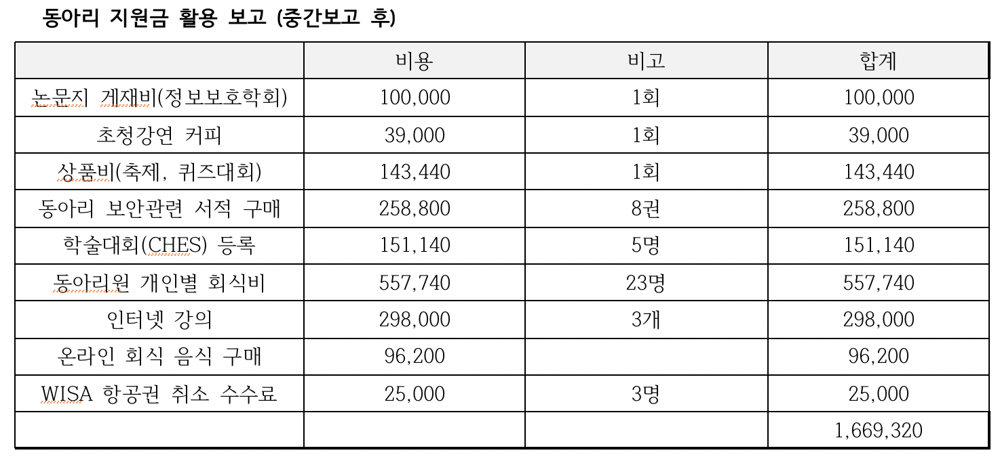 동아리 지원금 활용 보고 (중간보고 후)
비용 비고 합계
논문지 게재비(정보보호학회) 100,000 1회 100,000
초청강연 커피 39,000 1회 39,000
상품비(축제, 퀴즈대회) 143,440 1회 143,440
동아리 보안관련 서적 구매 258,800 8권 258,800
학술대회(CHES) 등록 151,140 5명 151,140
동아리원 개인별 회식비 557,740 23명 557,740
인터넷 강의 298,000 3개 298,000
온라인 회식 음식 구매 96,200 96,200
WISA 항공권 취소 수수료 25,000 3명 25,000
1,669,320